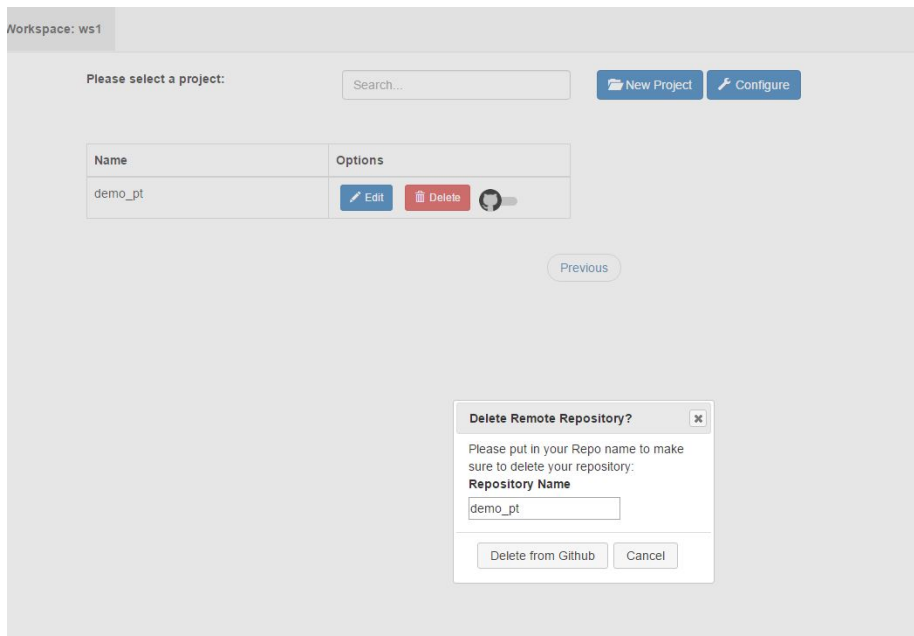 Workspace: ws1
Please select a project:
Search...
New Project
Configure
Name
Options
demo_pt
Edit
Delete
Previous
Delete Remote Repository?
Please put in your Repo name to make
sure to delete your repository:
Repository Name
demo_pt
Delete from Github
Cancel